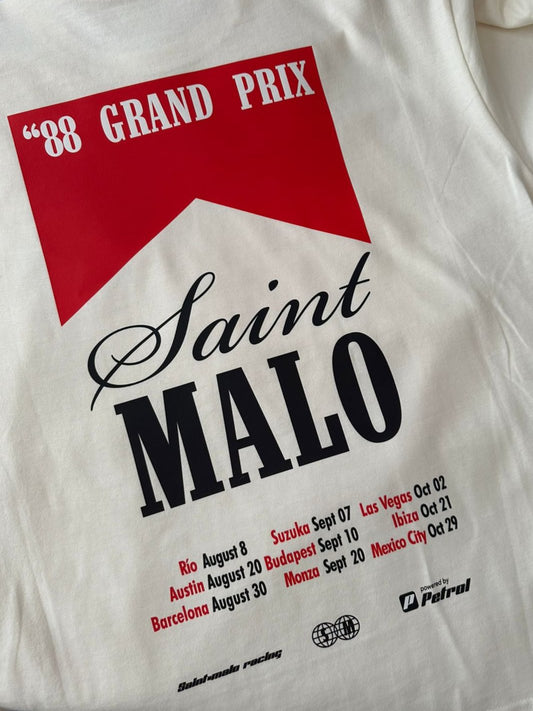 “88 GRAND PRIX
Saint
MALO
Río August 8
Austin August 20
Barcelona August 30
Suzuka Sept 07
Budapest Sept 10
Monza Sept 20
Las Vegas Oct 02
Ibiza Oct 21
Mexico City Oct 29
Saint-malo racing
S M
powered by
P Petrol